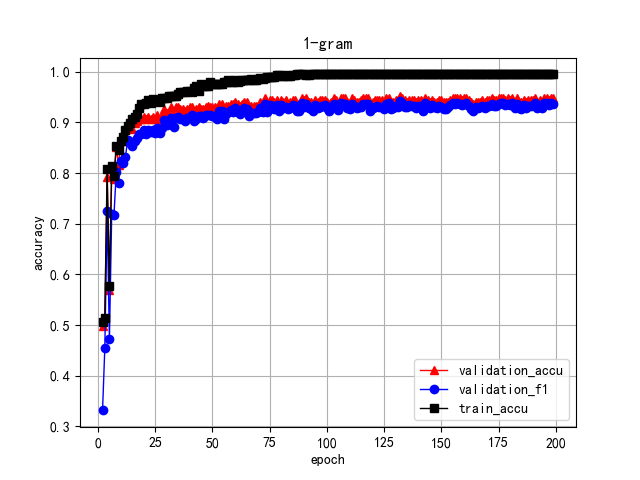 1-gram
accuracy
1.0
0.9
0.8
0.7
0.6
0.5
0.4
0.3
0 25 50 75 100 125 150 175 200
epoch
validation_accu
validation_f1
train_accu